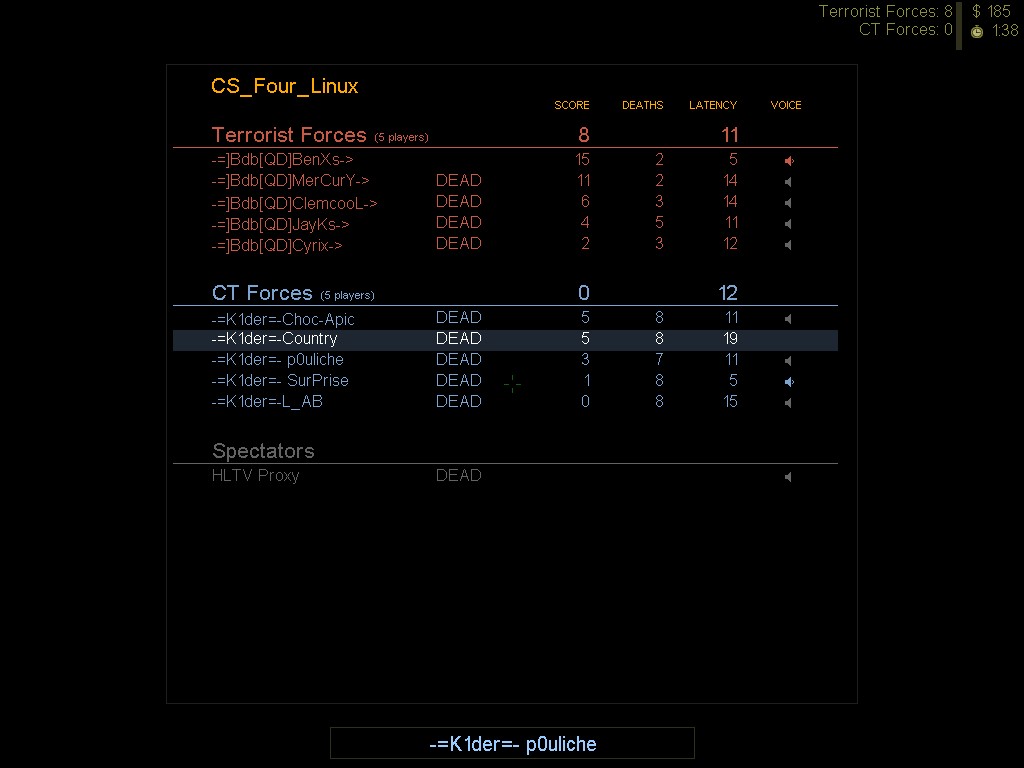 Terrorist Forces: 8 $ 185
CT Forces: 0 1:38
CS_Four_Linux
SCORE DEATHS LATENCY VOICE
Terrorist Forces (5 players) 8 11
-=]Bdb[QD]BenXs-> 15 2 5
-=]Bdb[QD]MerCurY-> DEAD 11 2 14
-=]Bdb[QD]ClemcooL-> DEAD 6 3 14
-=]Bdb[QD]JayKs-> DEAD 4 5 11
-=]Bdb[QD]Cyrix-> DEAD 2 3 12
CT Forces (5 players) 0 12
-=K1der=-Choc-Apic DEAD 5 8 11
-=K1der=-Country DEAD 5 8 19
-=K1der=- p0uliche DEAD 3 7 11
-=K1der=- SurPrise DEAD 1 8 5
-=K1der=-L_AB DEAD 0 8 15
Spectators
HLTV Proxy DEAD
-=K1der=- p0uliche